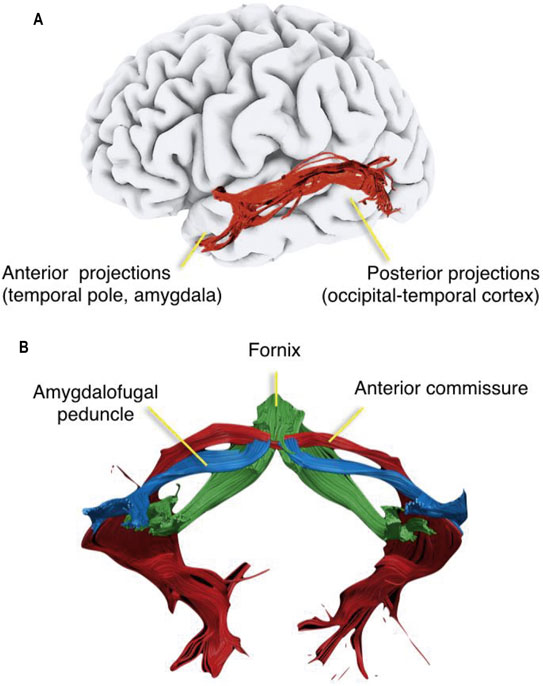 A
Anterior projections
(temporal pole, amygdala)
Posterior projections
(occipital-temporal cortex)
B
Fornix
Amygdalofugal
peduncle
Anterior commissure